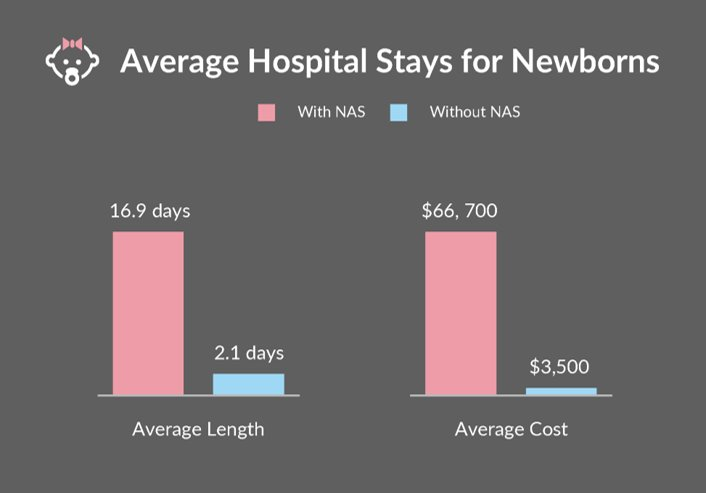 Average Hospital Stays for Newborns
With NAS Without NAS
16.9 days
2.1 days
Average Length
$66, 700
$3,500
Average Cost